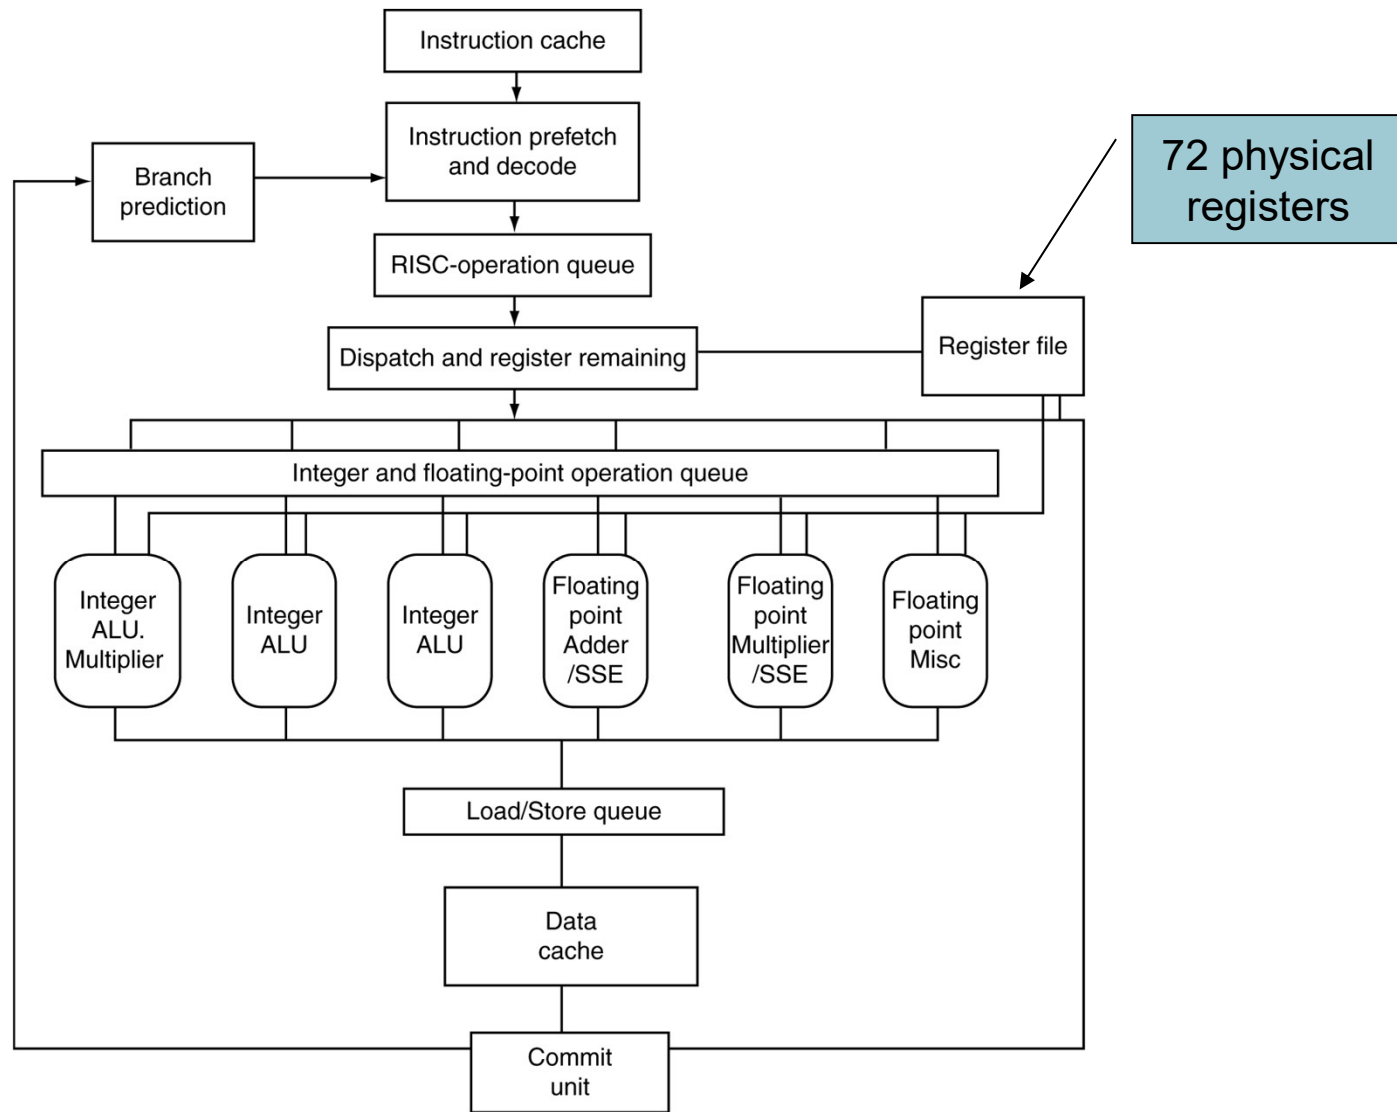 Instruction cache
Instruction prefetch
and decode
72 physical
registers
Branch
prediction
RISC-operation queue
Dispatch and register remaining
Register file
Integer and floating-point operation queue
Integer
ALU.
Multiplier
Integer
ALU
Integer
ALU
Floating
point
Adder
/SSE
Floating
point
Multiplier
/SSE
Floating
point
Misc
Load/Store queue
Data
cache
Commit
unit